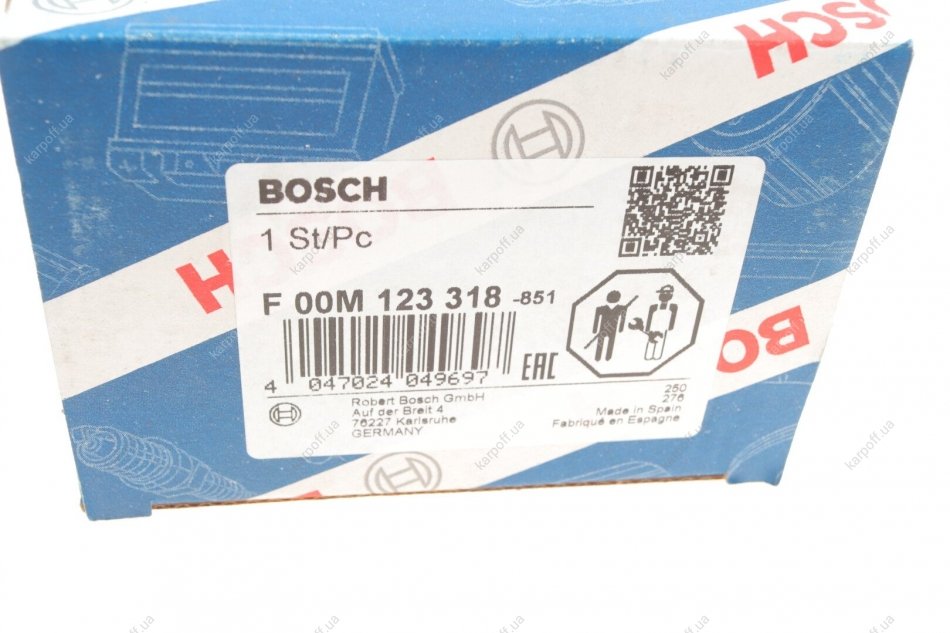 BOSCH
BOSCH
1 St/Pc
F 00M 123 318 -851
4 047024 049697
EAC
Robert Bosch GmbH
Auf der Breit 4
76227 Karlsruhe
GERMANY
250
276
Made in Spain
Fabriqué en Espagne
BOSCH
BO
karpoff.ua